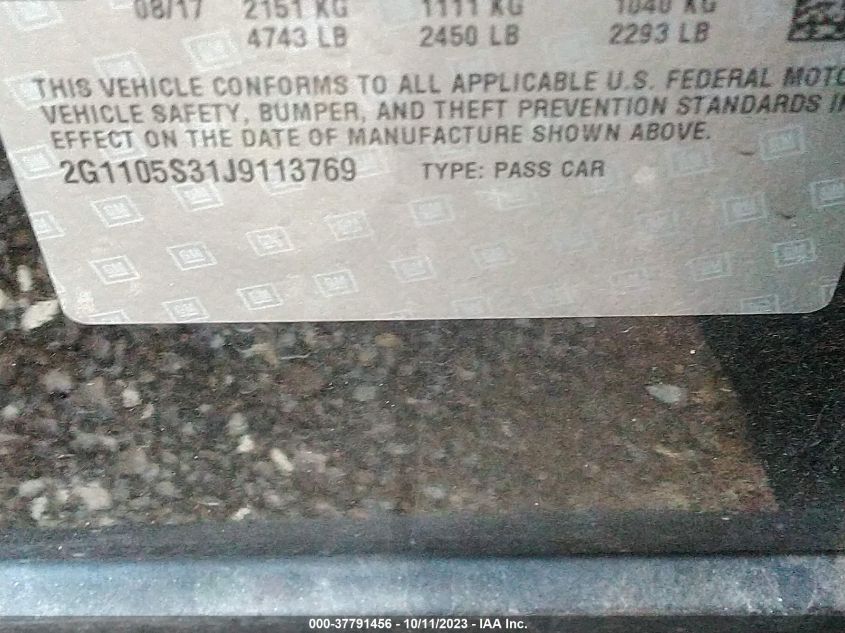 08/17 2151 KG 1111 KG 1040 KG
4743 LB 2450 LB 2293 LB
THIS VEHICLE CONFORMS TO ALL APPLICABLE U.S. FEDERAL MOTO
VEHICLE SAFETY, BUMPER, AND THEFT PREVENTION STANDARDS IN
EFFECT ON THE DATE OF MANUFACTURE SHOWN ABOVE.
2G1105S31J9113769 TYPE: PASS CAR
000-37791456 - 10/11/2023 - IAA Inc.